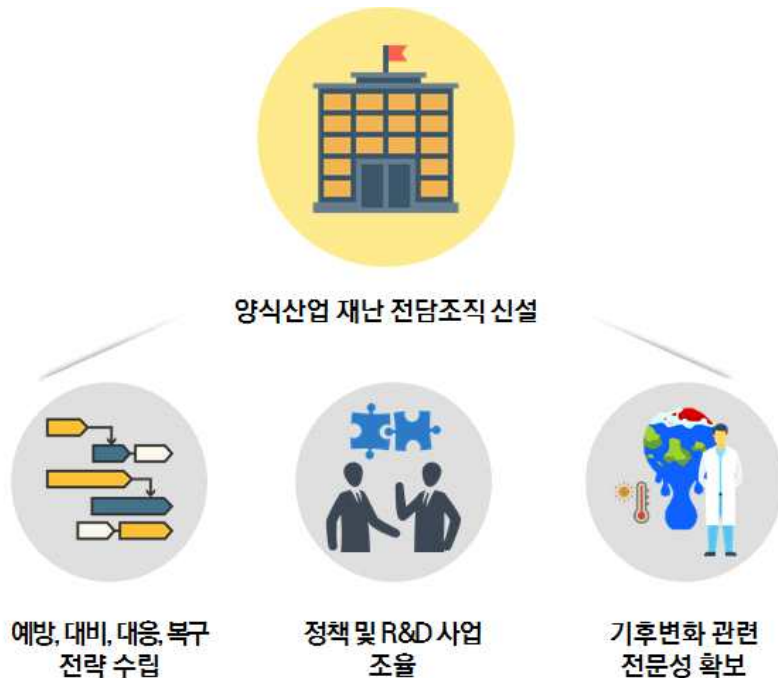 양식산업 재난 전담조직 신설
예방, 대비, 대응, 복구
전략 수립
정책 및 R&D 사업
조율
기후변화 관련
전문성 확보